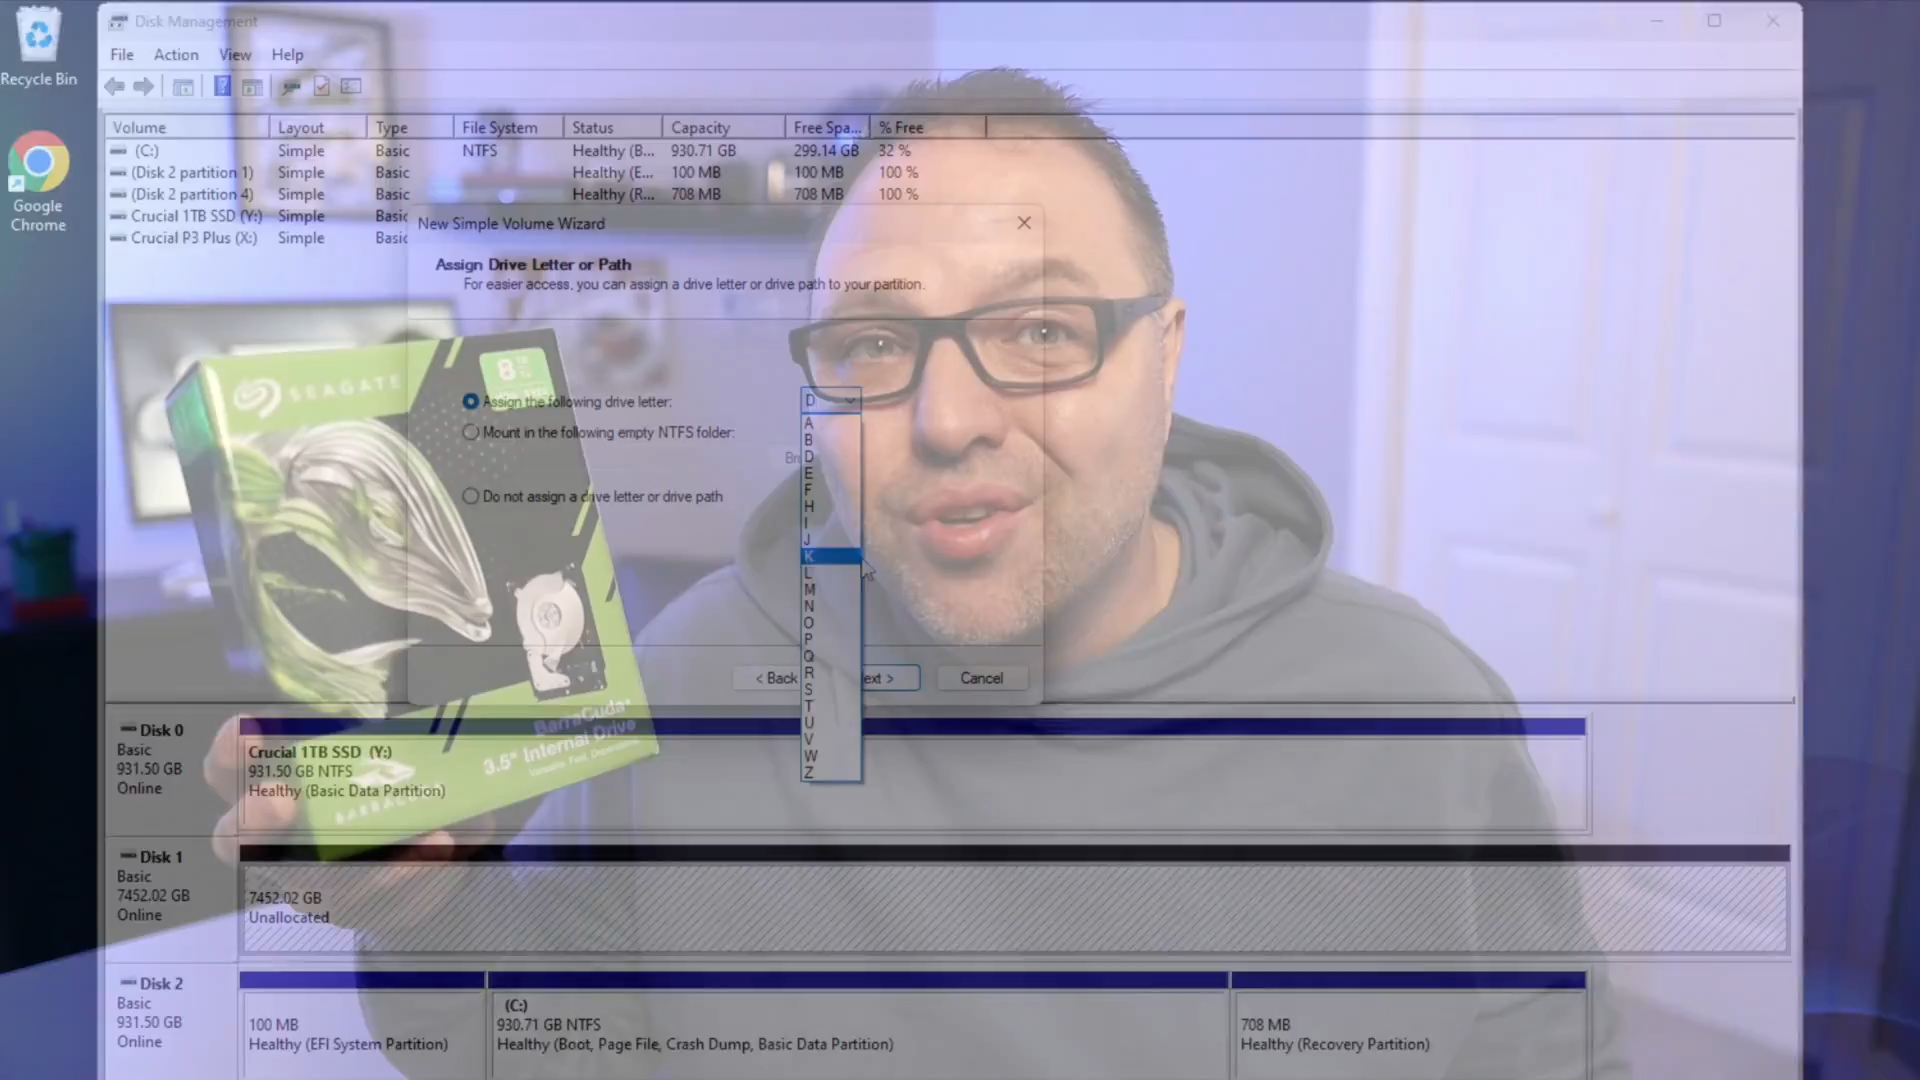 Recycle Bin
Google
Chrome
Disk Management
File Action View Help
Volume Layout Type File System Status Capacity Free Spa... % Free
(C:) Simple Basic NTFS Healthy (B... 930.71 GB 299.14 GB 32 %
(Disk 2 partition 1) Simple Basic Healthy (E... 100 MB 100 MB 100 %
(Disk 2 partition 4) Simple Basic Healthy (R... 708 MB 708 MB 100 %
Crucial 1TB SSD (Y:) Simple Basic
Crucial P3 Plus (X:) Simple Basic
New Simple Volume Wizard
Assign Drive Letter or Path
For easier access, you can assign a drive letter or drive path to your partition.
SEAGATE
8
Assign the following drive letter:
D
Mount in the following empty NTFS folder:
Do not assign a drive letter or drive path
A
B
D
E
F
H
I
J
K
L
M
N
O
P
Q
R
S
T
U
V
W
Z
< Back
ext >
Cancel
BarraCuda
3.5" Internal Drive
Disk 0
Basic
931.50 GB
Online
Crucial 1TB SSD (Y:)
931.50 GB NTFS
Healthy (Basic Data Partition)
Disk 1
Basic
7452.02 GB
Online
7452.02 GB
Unallocated
Disk 2
Basic
931.50 GB
Online
100 MB
Healthy (EFI System Partition)
(C:)
930.71 GB NTFS
Healthy (Boot, Page File, Crash Dump, Basic Data Partition)
708 MB
Healthy (Recovery Partition)